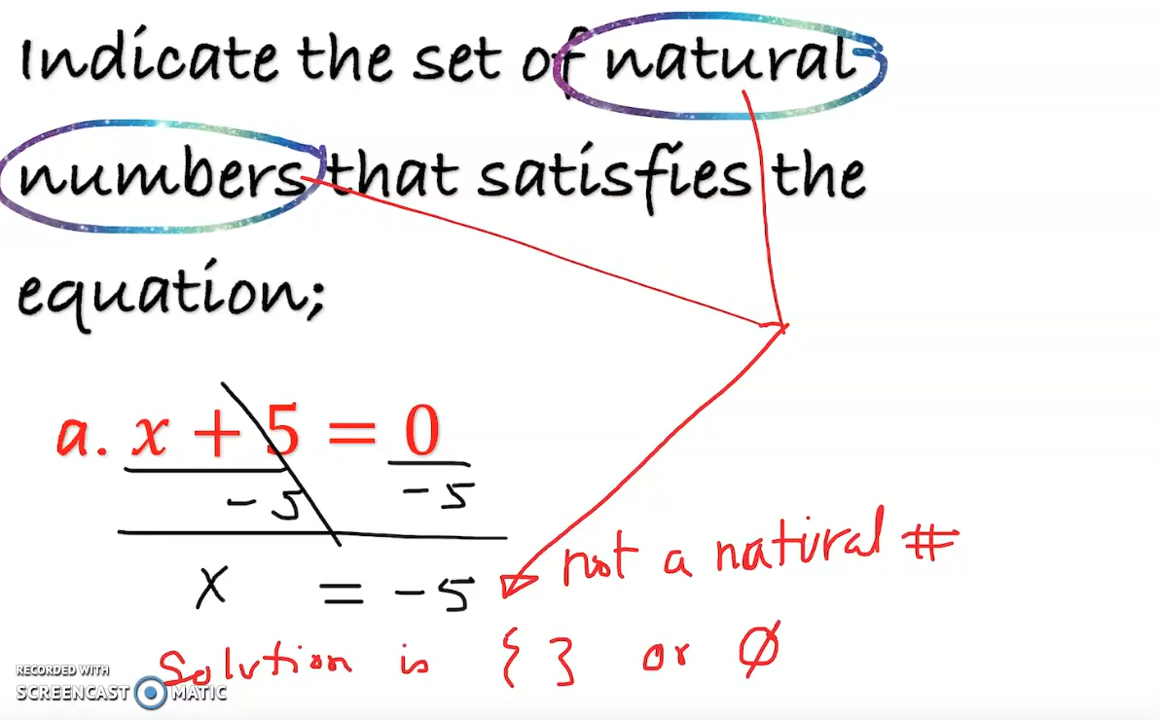 Indicate the set of natural
numbers that satisfies the
equation;
a. x + 5 = 0
- 5 - 5
x = - 5
not a natural #
Solution is { } or Ø
RECORDED WITH
SCREENCAST MATIC